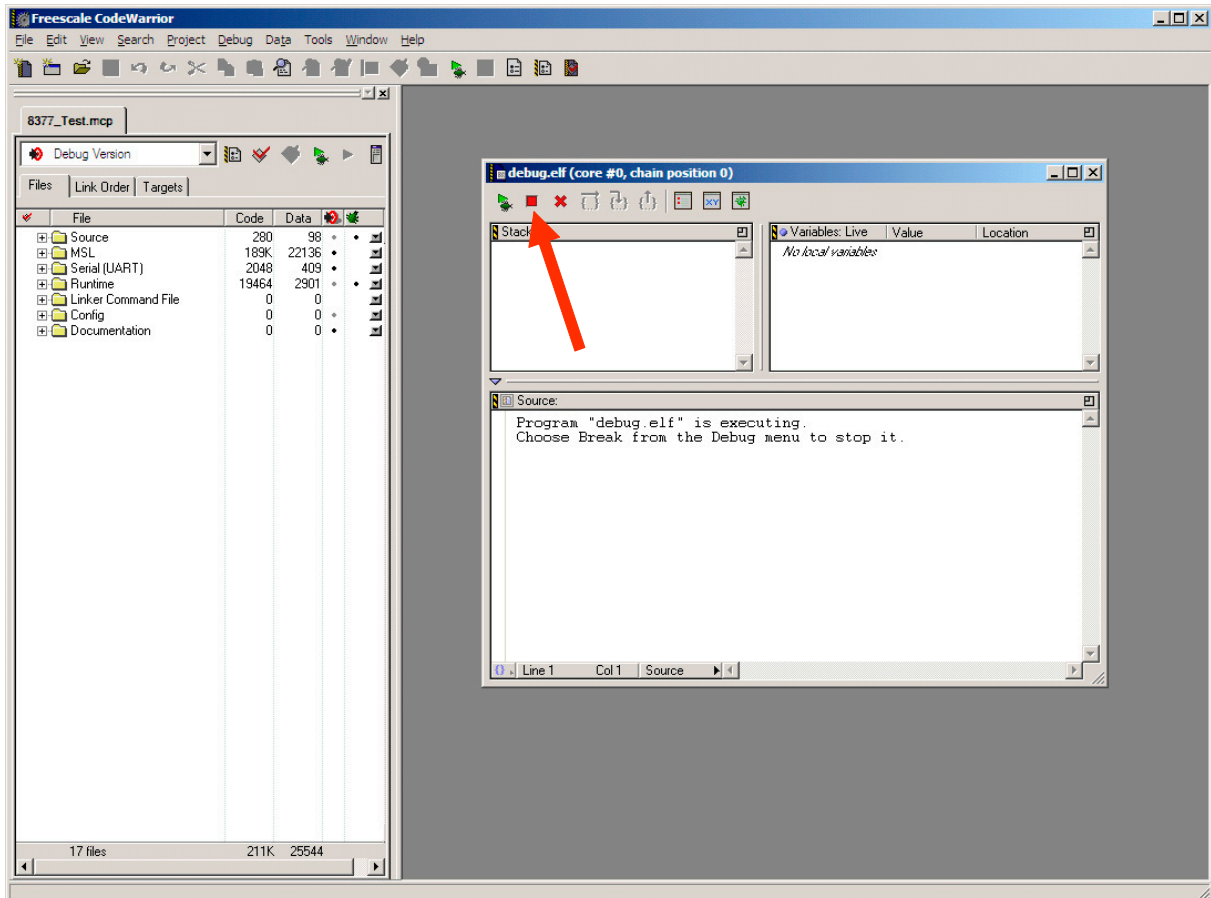 Freescale CodeWarrior
File Edit View Search Project Debug Data Tools Window Help
8377_Test.mcp
Debug Version
Files Link Order Targets
File Code Data
Source 280 98
MSL 189K 22136
Serial (UART) 2048 409
Runtime 19464 2901
Linker Command File 0 0
Config 0 0
Documentation 0 0
17 files 211K 25544
debug.elf (core #0, chain position 0)
Stack
Variables: Live Value Location
No local variables
Source:
Program "debug.elf" is executing.
Choose Break from the Debug menu to stop it.
Line 1 Col 1 Source